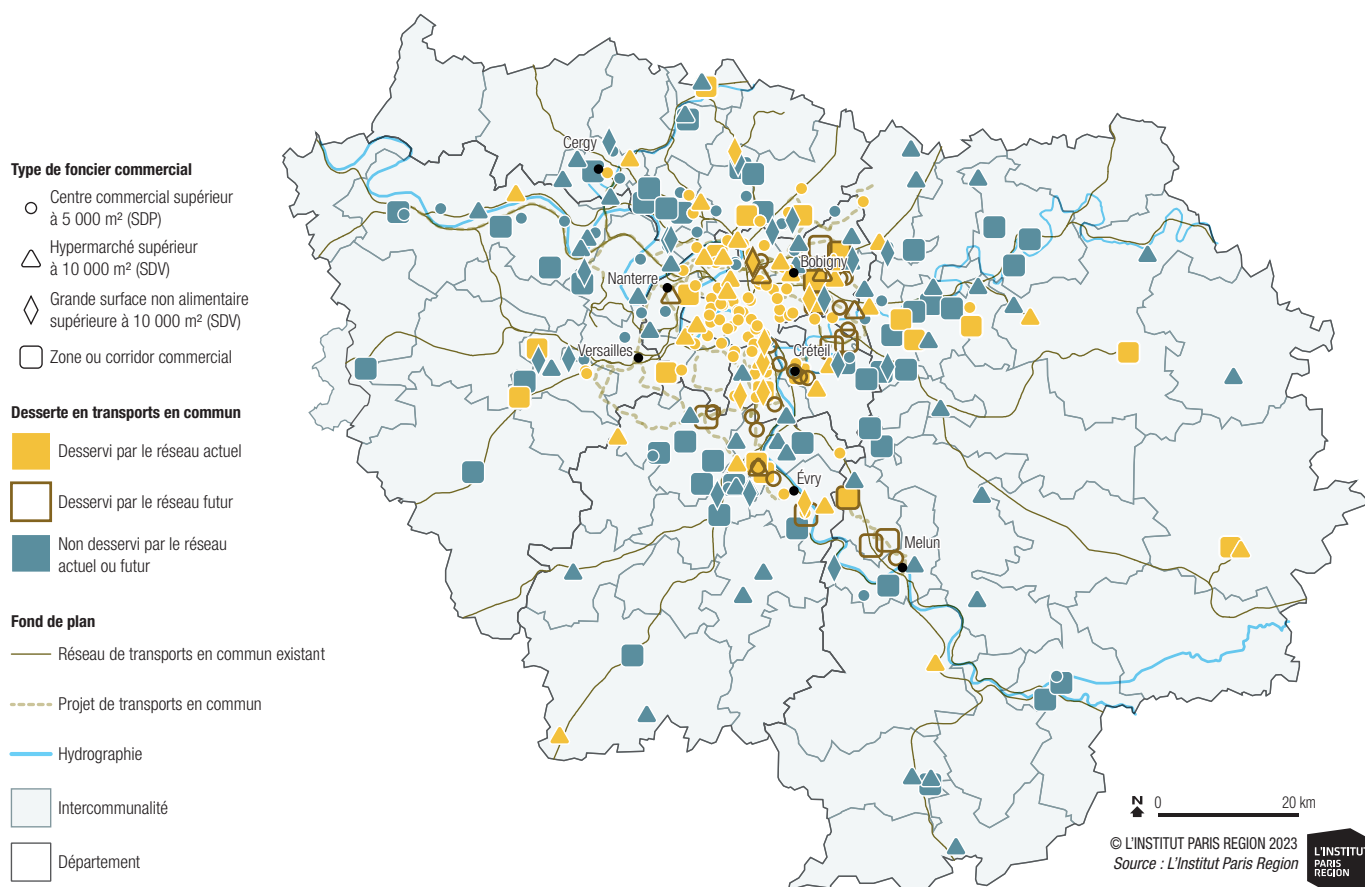 Type de foncier commercial
Centre commercial supérieur
à 5 000 m² (SDP)
Hypermarché supérieur
à 10 000 m² (SDV)
Grande surface non alimentaire
supérieure à 10 000 m² (SDV)
Zone ou corridor commercial
Desserte en transports en commun
Desservi par le réseau actuel
Desservi par le réseau futur
Non desservi par le réseau
actuel ou futur
Fond de plan
Réseau de transports en commun existant
Projet de transports en commun
Hydrographie
Intercommunalité
Département
Cergy
Nanterre
Bobigny
Versailles
Créteil
Évry
Melun
N
0 20 km
© L'INSTITUT PARIS REGION 2023
Source : L'Institut Paris Region
L'INSTITUT
PARIS
REGION